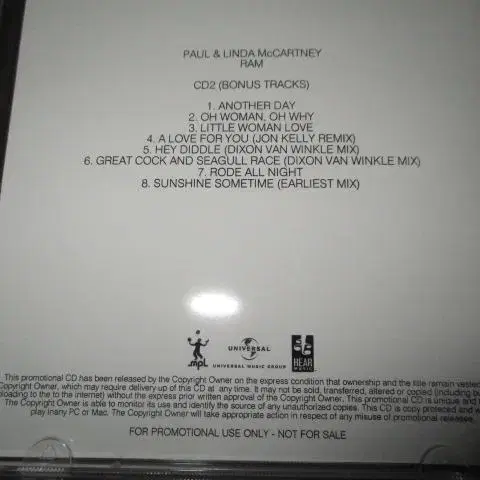 PAUL & LINDA McCARTNEY
RAM
CD2 (BONUS TRACKS)
1. ANOTHER DAY
2. OH WOMAN, OH WHY
3. LITTLE WOMAN LOVE
4. A LOVE FOR YOU (JON KELLY REMIX)
5. HEY DIDDLE (DIXON VAN WINKLE MIX)
6. GREAT COCK AND SEAGULL RACE (DIXON VAN WINKLE MIX)
7. RODE ALL NIGHT
8. SUNSHINE SOMETIME (EARLIEST MIX)
mpl
UNIVERSAL
UNIVERSAL MUSIC GROUP
HEAR
MUSIC
This promotional CD has been released by the Copyright Owner on the express condition that ownership and the title remain vested
Copyright Owner, which may require delivery up of this CD at any time. It may not be sold, transferred, altered or copied (including
loading to the to internet) without the express prior written approval of the Copyright Owner. This promotional CD is unique and
The Copyright Owner is able to monitor its use and identify the source of any unauthorized copies. This CD is copy protected and
play inany PC or Mac. The Copyright Owner will take appropriate action in respect of any misuse of promotional releases.
FOR PROMOTIONAL USE ONLY - NOT FOR SALE